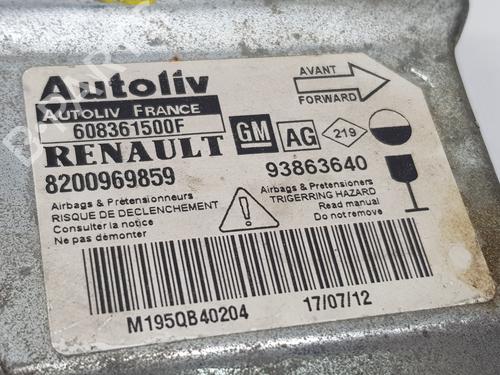 Autoliv
AUTOLIV FRANCE
608361500F
AVANT
FORWARD
RENAULT
GM
AG
219
8200969859
93863640
Airbags & Prétensionneurs
RISQUE DE DECLENCHEMENT
Consulter la notice
Ne pas démonter
Airbags & Pretensioners
TRIGERRING HAZARD
Read manual
Do not remove
M195QB40204
17/07/12